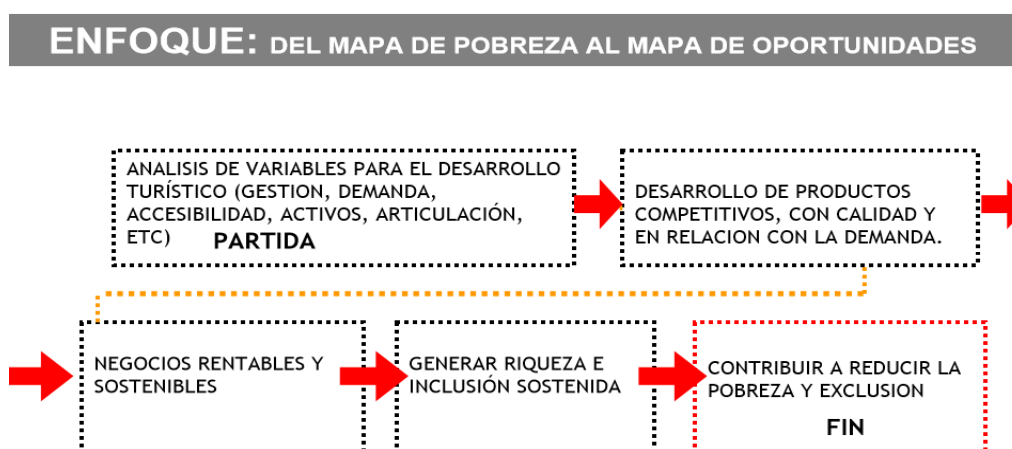 ENFOQUE: DEL MAPA DE POBREZA AL MAPA DE OPORTUNIDADES
ANALISIS DE VARIABLES PARA EL DESARROLLO
TURÍSTICO (GESTION, DEMANDA,
ACCESIBILIDAD, ACTIVOS, ARTICULACIÓN,
ETC) PARTIDA
DESARROLLO DE PRODUCTOS
COMPETITIVOS, CON CALIDAD Y
EN RELACION CON LA DEMANDA.
NEGOCIOS RENTABLES Y
SOSTENIBLES
GENERAR RIQUEZA E
INCLUSIÓN SOSTENIDA
CONTRIBUIR A REDUCIR LA
POBREZA Y EXCLUSION
FIN